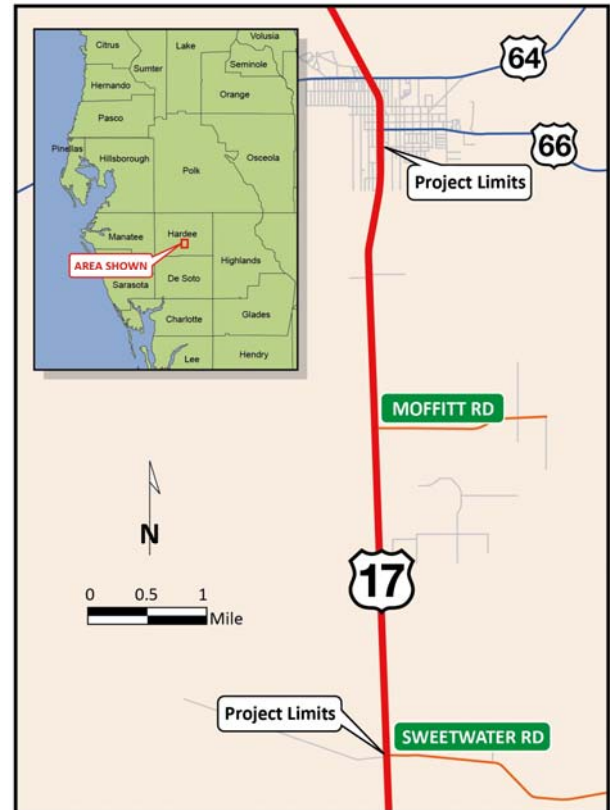 Citrus
Lake
Volusia
Sumter
Seminole
Hernando
Orange
Pasco
Pinellas
Hillsborough
Polk
Osceola
Manatee
Hardee
AREA SHOWN
Highlands
Sarasota
De Soto
Charlotte
Glades
Lee
Hendry
64
66
Project Limits
MOFFITT RD
N
0 0.5 1
Mile
17
Project Limits
SWEETWATER RD